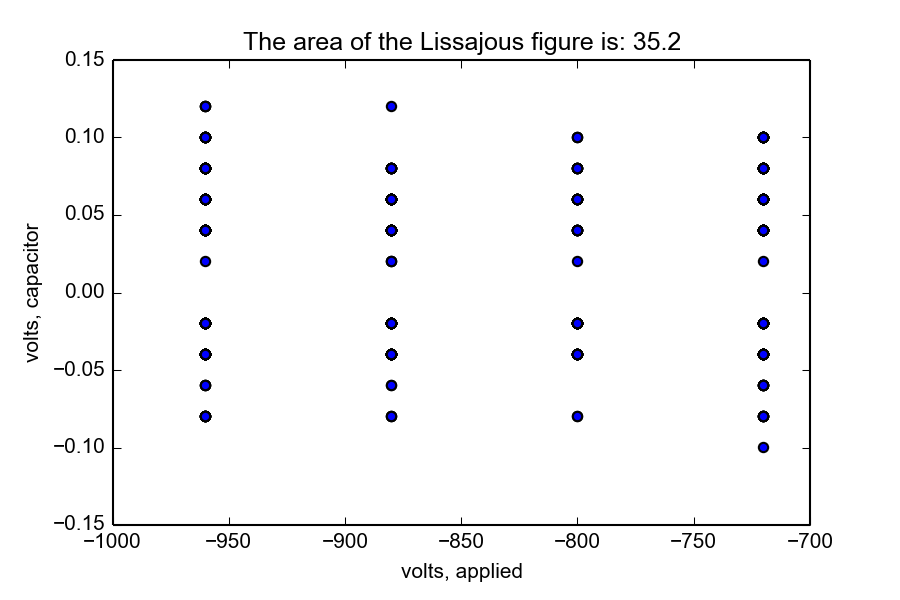 The area of the Lissajous figure is: 35.2
0.15
0.10
0.05
0.00
−0.05
−0.10
−0.15
−1000 −950 −900 −850 −800 −750 −700
volts, capacitor
volts, applied